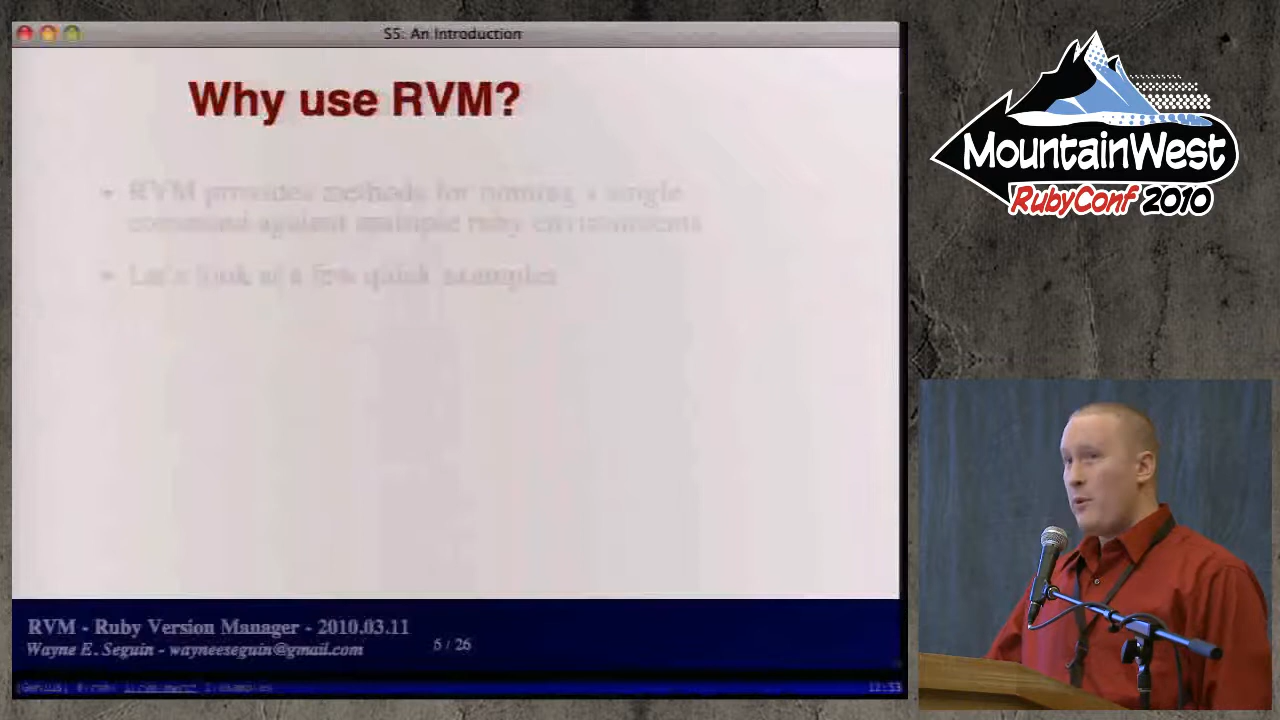 S5: An Introduction
Why use RVM?
• RVM provides methods for running a single
command against multiple ruby environments
• Let's look at a few quick examples
RVM - Ruby Version Manager - 2010.03.11
Wayne E. Seguin - wayneeseguin@gmail.com
5 / 26
12:53
MountainWest
RubyConf 2010